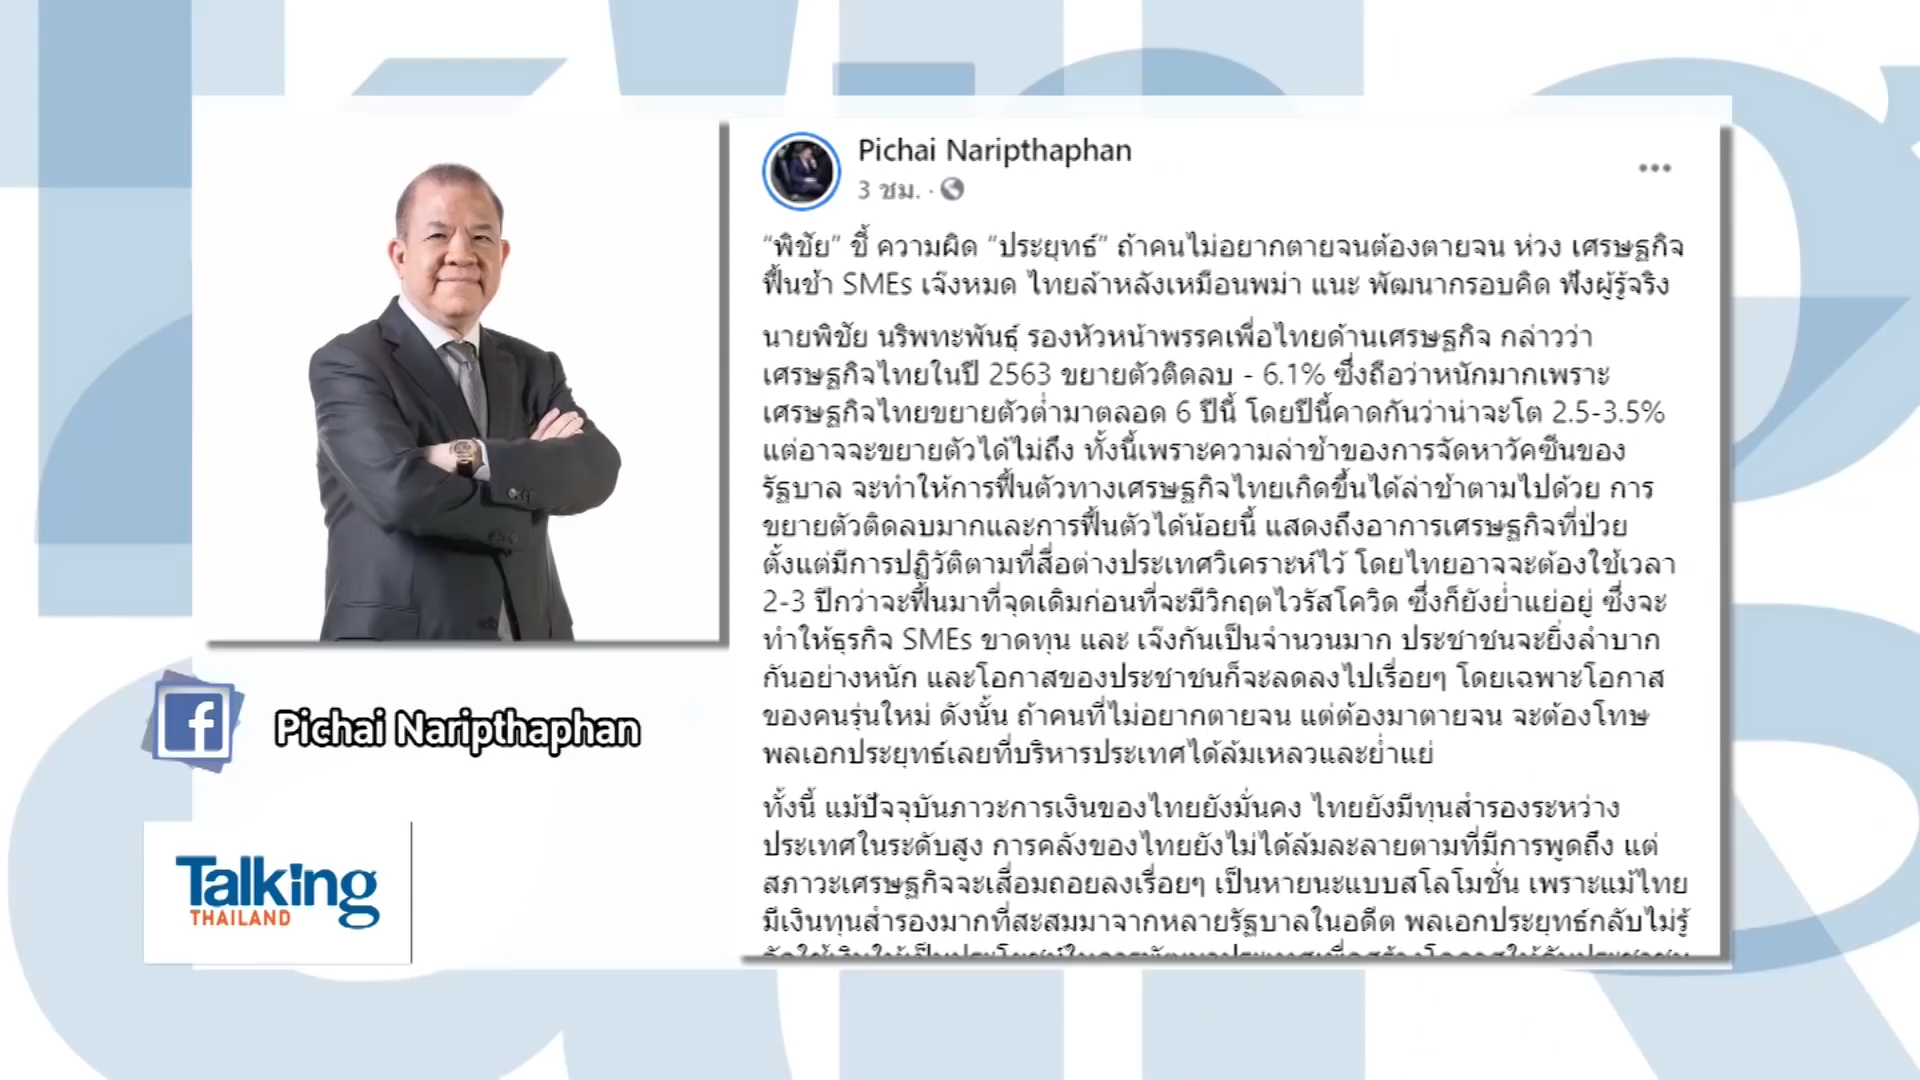 Pichai Naripthaphan
3 ชม. ·
“พิชัย” ชี้ ความผิด “ประยุทธ์” ถ้าคนไม่อยากตายจนต้องตายจน ห่วง เศรษฐกิจ
ฟื้นช้า SMEs เจ๊งหมด ไทยล้าหลังเหมือนพม่า แนะ พัฒนากรอบคิด ฟังผู้รู้จริง
นายพิชัย นริพทะพันธุ์ รองหัวหน้าพรรคเพื่อไทยด้านเศรษฐกิจ กล่าวว่า
เศรษฐกิจไทยในปี 2563 ขยายตัวติดลบ - 6.1% ซึ่งถือว่าหนักมากเพราะ
เศรษฐกิจไทยขยายตัวต่ำมาตลอด 6 ปีนี้ โดยปีนี้คาดกันว่าน่าจะโต 2.5-3.5%
แต่อาจจะขยายตัวได้ไม่ถึง ทั้งนี้เพราะความล่าช้าของการจัดหาวัคซีนของ
รัฐบาล จะทำให้การฟื้นตัวทางเศรษฐกิจไทยเกิดขึ้นได้ล่าช้าตามไปด้วย การ
ขยายตัวติดลบมากและการฟื้นตัวได้น้อยนี้ แสดงถึงอาการเศรษฐกิจที่ป่วย
ตั้งแต่มีการปฏิวัติตามที่สื่อต่างประเทศวิเคราะห์ไว้ โดยไทยอาจจะต้องใช้เวลา
2-3 ปีกว่าจะฟื้นมาที่จุดเดิมก่อนที่จะมีวิกฤตไวรัสโควิด ซึ่งก็ยังย่ำแย่อยู่ ซึ่งจะ
ทำให้ธุรกิจ SMEs ขาดทุน และ เจ๊งกันเป็นจำนวนมาก ประชาชนจะยิ่งลำบาก
กันอย่างหนัก และโอกาสของประชาชนก็จะลดลงไปเรื่อยๆ โดยเฉพาะโอกาส
ของคนรุ่นใหม่ ดังนั้น ถ้าคนที่ไม่อยากตายจน แต่ต้องมาตายจน จะต้องโทษ
พลเอกประยุทธ์เลยที่บริหารประเทศได้ล้มเหลวและย่ำแย่
ทั้งนี้ แม้ปัจจุบันภาวะการเงินของไทยยังมั่นคง ไทยยังมีทุนสำรองระหว่าง
ประเทศในระดับสูง การคลังของไทยยังไม่ได้ล้มละลายตามที่มีการพูดถึง แต่
สภาวะเศรษฐกิจจะเสื่อมถอยลงเรื่อยๆ เป็นหายนะแบบสโลโมชั่น เพราะแม้ไทย
มีเงินทุนสำรองมากที่สะสมมาจากหลายรัฐบาลในอดีต พลเอกประยุทธ์กลับไม่รู้
Pichai Naripthaphan
Talking
THAILAND